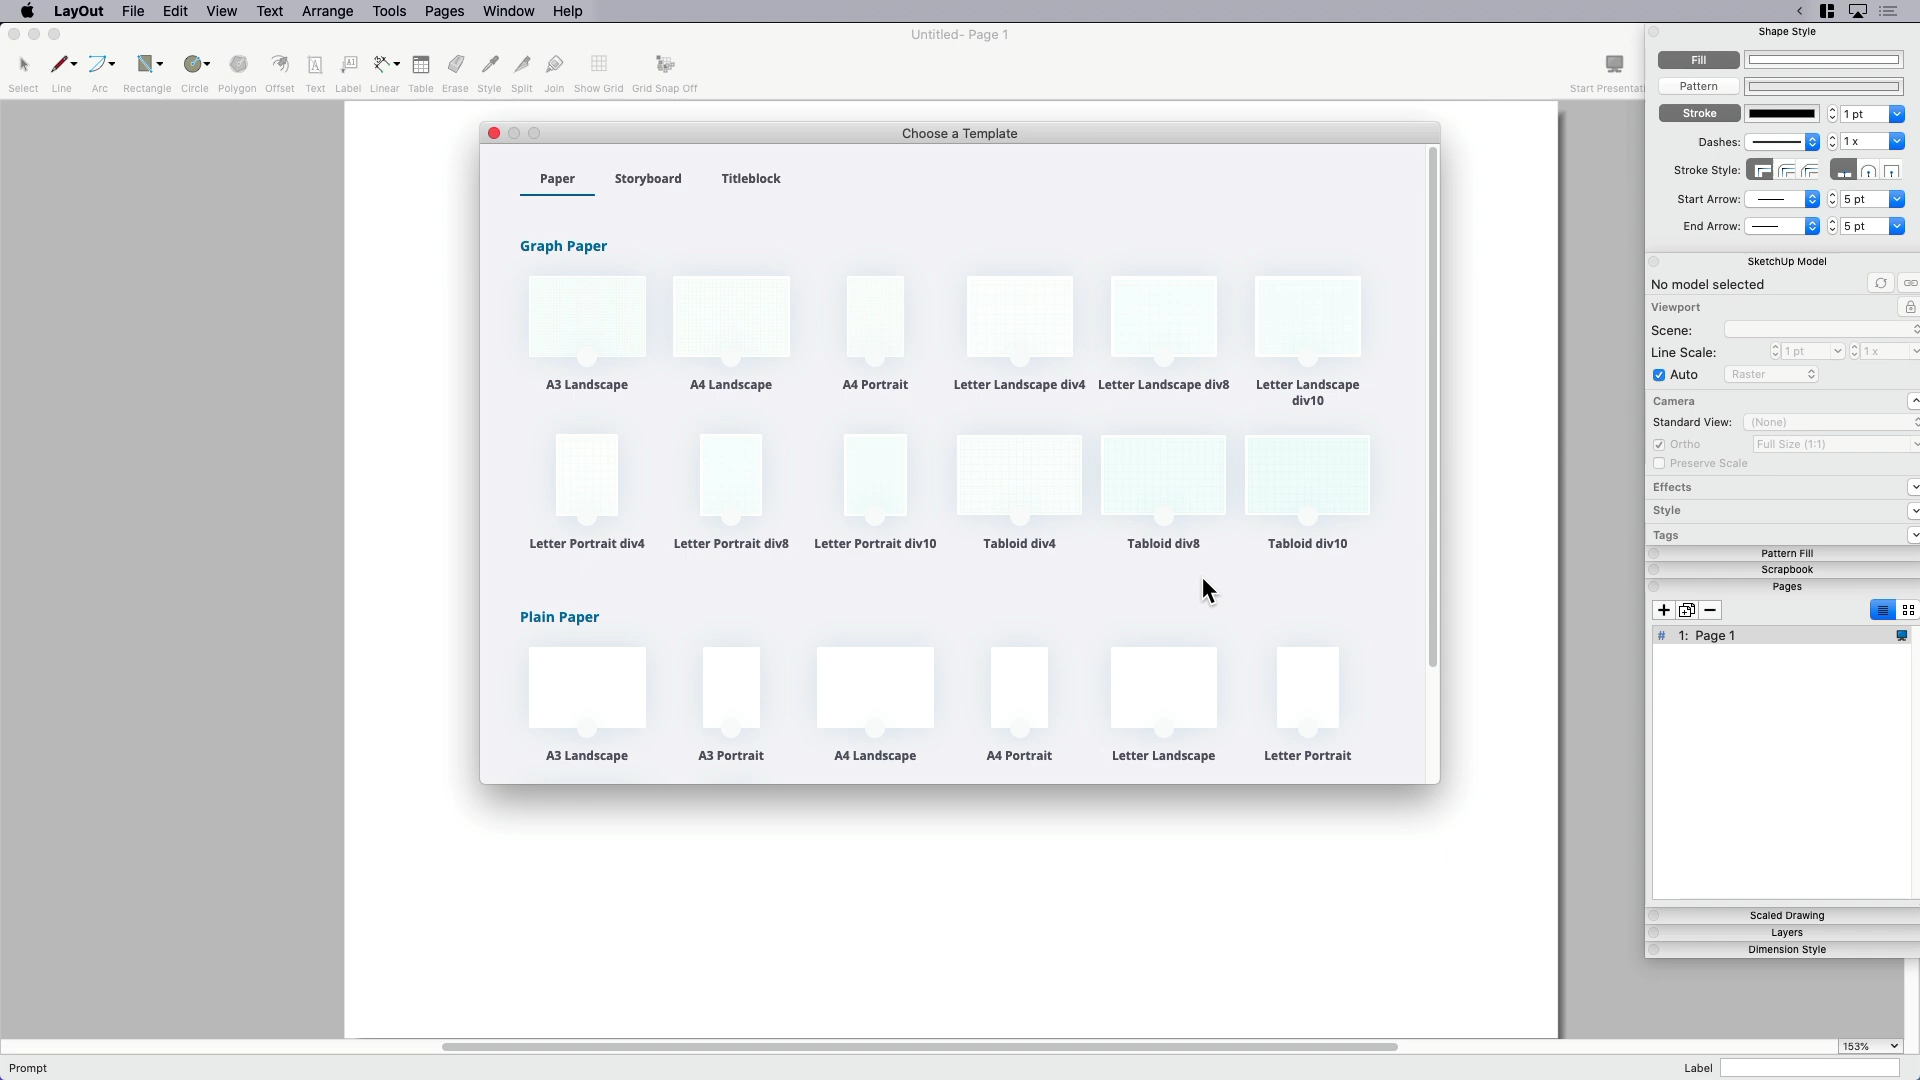 LayOut File Edit View Text Arrange Tools Pages Window Help
Untitled- Page 1
Select Line Arc Rectangle Circle Polygon Offset Text Label Linear Table Erase Style Split Join Show Grid Grid Snap Off Start Presentat
Choose a Template
Paper Storyboard Titleblock
Graph Paper
A3 Landscape A4 Landscape A4 Portrait Letter Landscape div4 Letter Landscape div8 Letter Landscape
div10
Letter Portrait div4 Letter Portrait div8 Letter Portrait div10 Tabloid div4 Tabloid div8 Tabloid div10
Plain Paper
A3 Landscape A3 Portrait A4 Landscape A4 Portrait Letter Landscape Letter Portrait
Shape Style
Fill
Pattern
Stroke 1 pt
Dashes: 1 x
Stroke Style:
Start Arrow: 5 pt
End Arrow: 5 pt
SketchUp Model
No model selected
Viewport
Scene:
Line Scale: 1 pt 1 x
Auto Raster
Camera
Standard View: (None)
Ortho Full Size (1:1)
Preserve Scale
Effects
Style
Tags
Pattern Fill
Scrapbook
Pages
# 1: Page 1
Scaled Drawing
Layers
Dimension Style
153%
Prompt Label